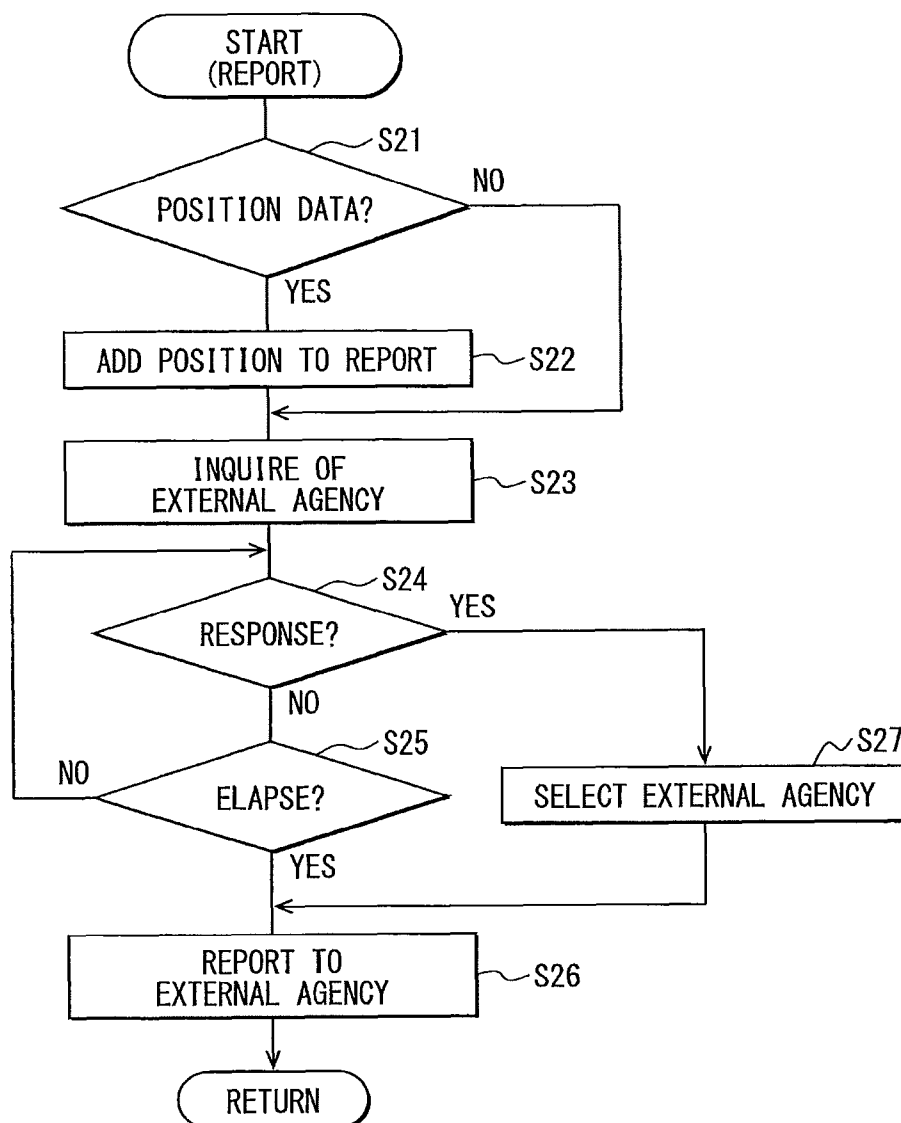 START
(REPORT)
S21
POSITION DATA?
NO
YES
ADD POSITION TO REPORT
S22
INQUIRE OF
EXTERNAL AGENCY
S23
S24
RESPONSE?
YES
NO
S25
NO
ELAPSE?
YES
S27
SELECT EXTERNAL AGENCY
REPORT TO
EXTERNAL AGENCY
S26
RETURN